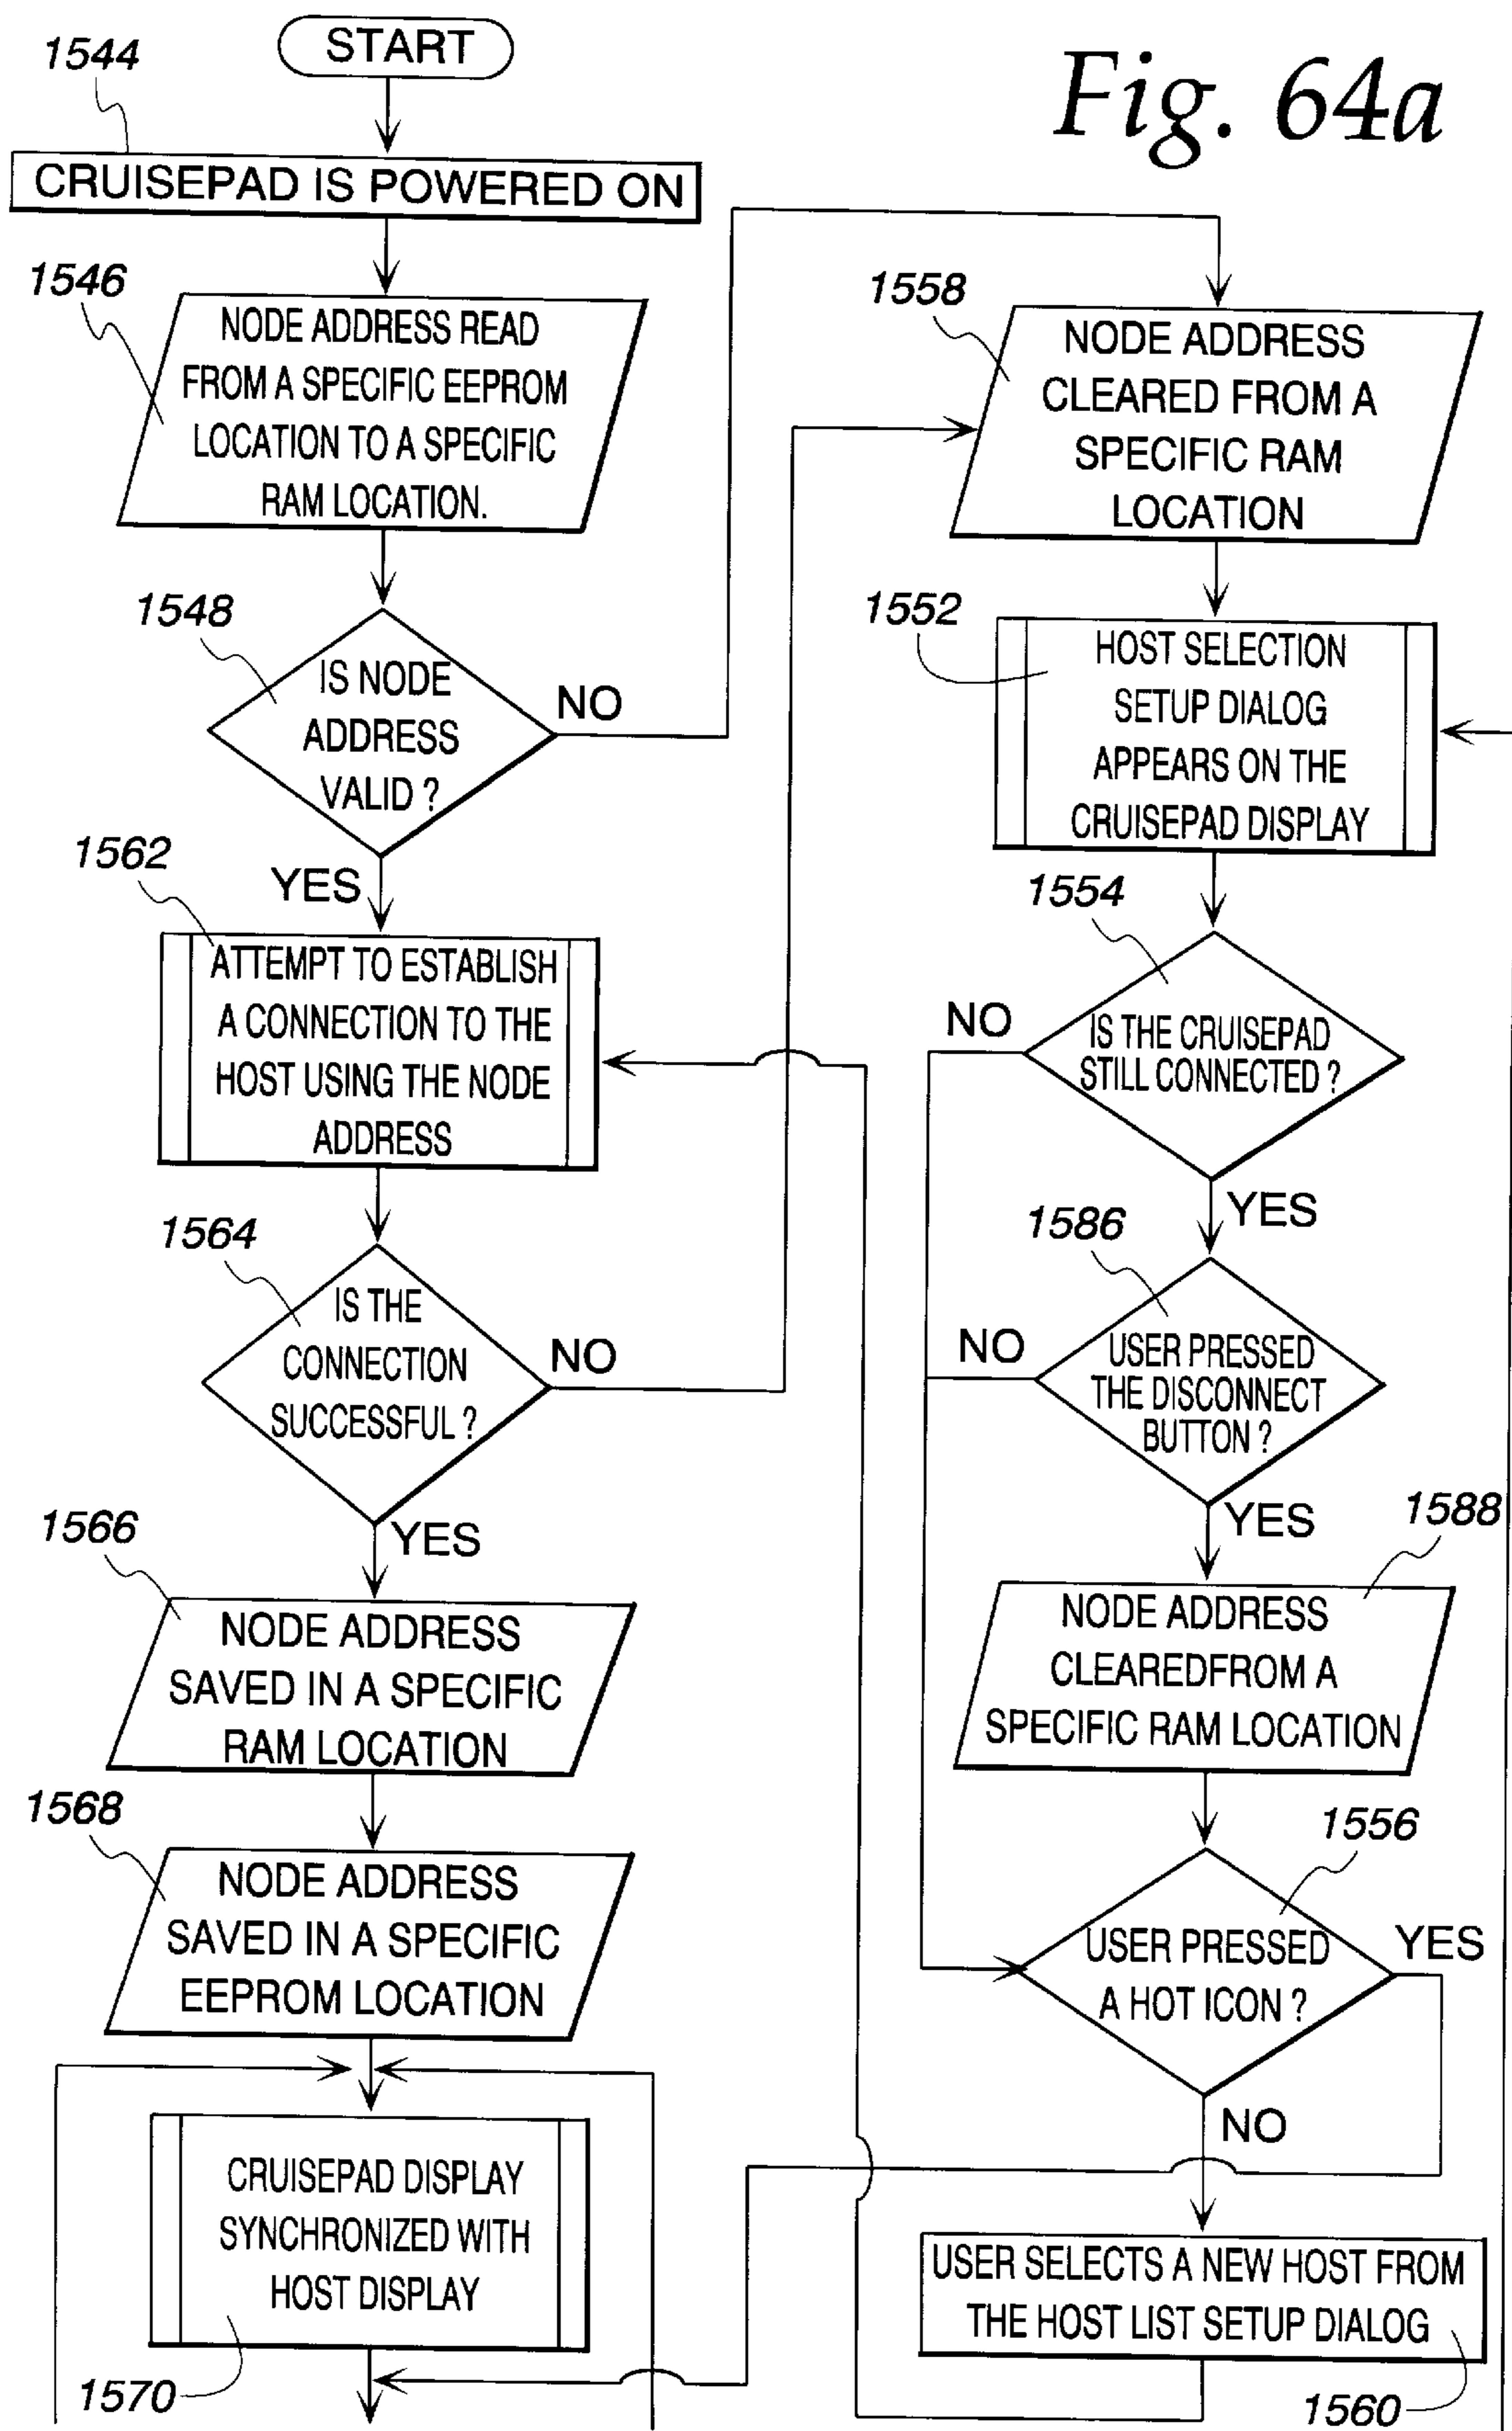 Fig. 64a
START
1544
CRUISEPAD IS POWERED ON
1546
NODE ADDRESS READ
FROM A SPECIFIC EEPROM
LOCATION TO A SPECIFIC
RAM LOCATION.
1548
IS NODE
ADDRESS
VALID ?
NO
YES
1562
ATTEMPT TO ESTABLISH
A CONNECTION TO THE
HOST USING THE NODE
ADDRESS
1564
IS THE
CONNECTION
SUCCESSFUL ?
NO
YES
1566
NODE ADDRESS
SAVED IN A SPECIFIC
RAM LOCATION
1568
NODE ADDRESS
SAVED IN A SPECIFIC
EEPROM LOCATION
CRUISEPAD DISPLAY
SYNCHRONIZED WITH
HOST DISPLAY
1570
1558
NODE ADDRESS
CLEARED FROM A
SPECIFIC RAM
LOCATION
1552
HOST SELECTION
SETUP DIALOG
APPEARS ON THE
CRUISEPAD DISPLAY
1554
NO
IS THE CRUISEPAD
STILL CONNECTED ?
YES
1586
NO
USER PRESSED
THE DISCONNECT
BUTTON ?
YES
1588
NODE ADDRESS
CLEAREDFROM A
SPECIFIC RAM LOCATION
1556
USER PRESSED
A HOT ICON ?
YES
NO
USER SELECTS A NEW HOST FROM
THE HOST LIST SETUP DIALOG
1560